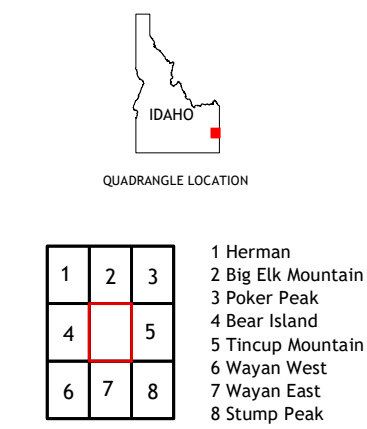 IDAHO
QUADRANGLE LOCATION
1 2 3
4 5
6 7 8
1 Herman
2 Big Elk Mountain
3 Poker Peak
4 Bear Island
5 Tincup Mountain
6 Wayan West
7 Wayan East
8 Stump Peak